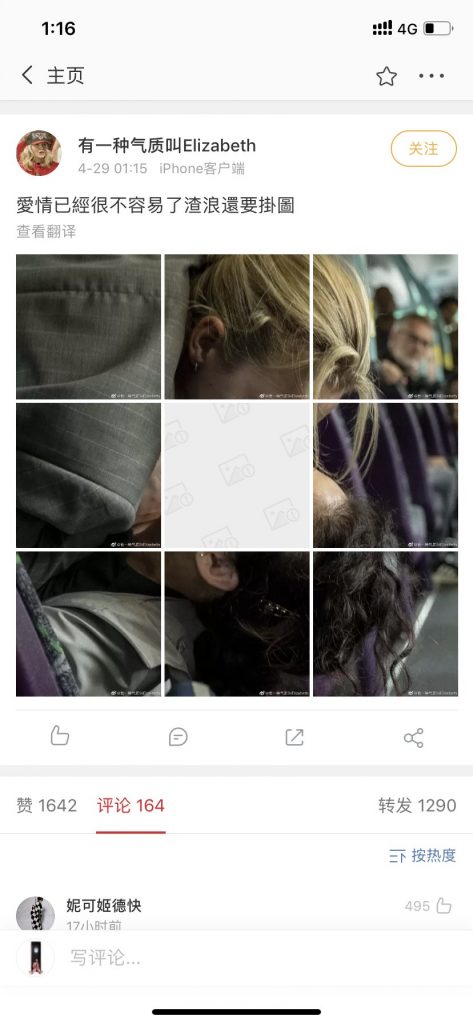 1:16
4G
主页
有一种气质叫Elizabeth
关注
4-29 01:15 iPhone客户端
愛情已經很不容易了渣浪還要掛圖
查看翻译
赞 1642
评论 164
转发 1290
按热度
妮可姬德快
495
17小时前
写评论...